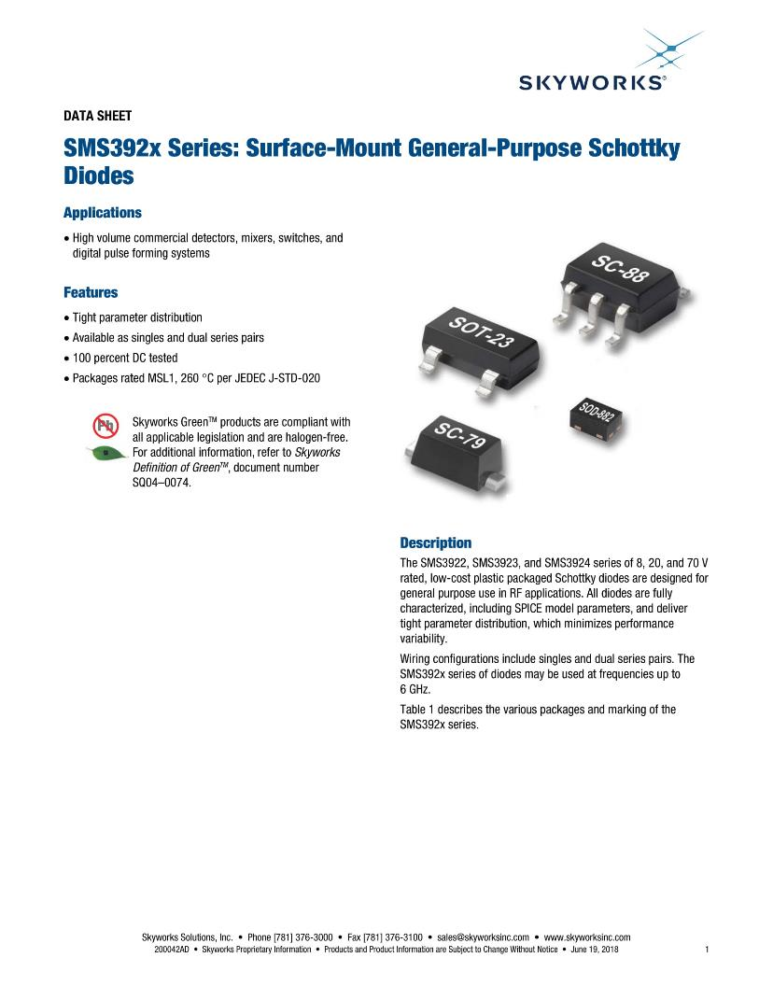 SKYWORKS®
DATA SHEET
SMS392x Series: Surface-Mount General-Purpose Schottky
Diodes
Applications
• High volume commercial detectors, mixers, switches, and
digital pulse forming systems
Features
• Tight parameter distribution
• Available as singles and dual series pairs
• 100 percent DC tested
• Packages rated MSL1, 260 °C per JEDEC J-STD-020
Pb
Skyworks Green™ products are compliant with
all applicable legislation and are halogen-free.
For additional information, refer to Skyworks
Definition of Green™, document number
SQ04–0074.
SC-88
SOT-23
SOD-882
SC-79
Description
The SMS3922, SMS3923, and SMS3924 series of 8, 20, and 70 V
rated, low-cost plastic packaged Schottky diodes are designed for
general purpose use in RF applications. All diodes are fully
characterized, including SPICE model parameters, and deliver
tight parameter distribution, which minimizes performance
variability.
Wiring configurations include singles and dual series pairs. The
SMS392x series of diodes may be used at frequencies up to
6 GHz.
Table 1 describes the various packages and marking of the
SMS392x series.
Skyworks Solutions, Inc. • Phone [781] 376-3000 • Fax [781] 376-3100 • sales@skyworksinc.com • www.skyworksinc.com
200042AD • Skyworks Proprietary Information • Products and Product Information are Subject to Change Without Notice • June 19, 2018 1